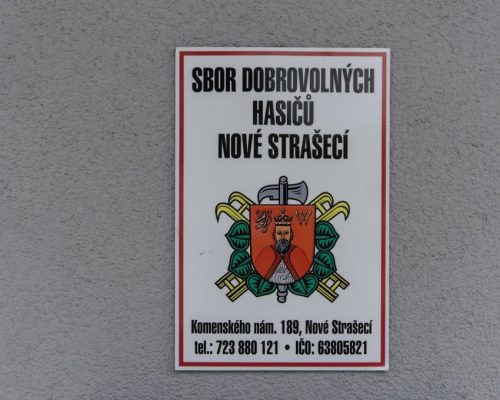 SBOR DOBROVOLNÝCH
HASIČŮ
NOVÉ STRAŠECÍ
W
Komenského nám. 189, Nové Strašecí
tel.: 723 880 121 • IČO: 63805821